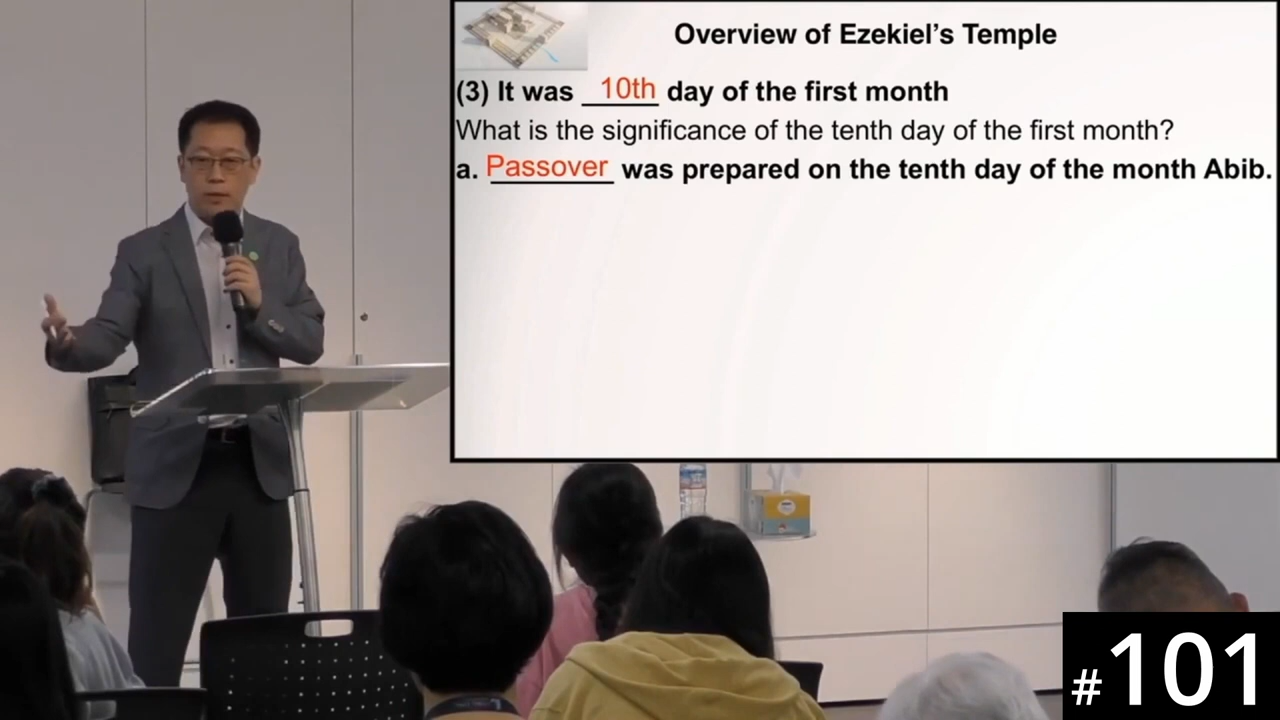 Overview of Ezekiel's Temple
(3) It was 10th day of the first month
What is the significance of the tenth day of the first month?
a. Passover was prepared on the tenth day of the month Abib.
#101